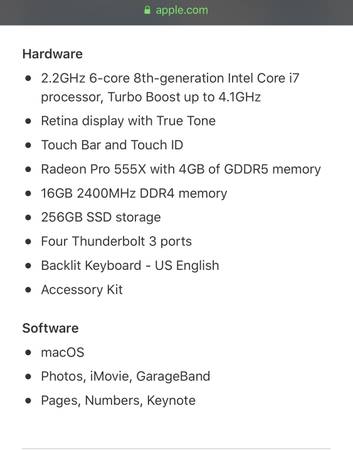 apple.com
Hardware
• 2.2GHz 6-core 8th-generation Intel Core i7
processor, Turbo Boost up to 4.1GHz
• Retina display with True Tone
• Touch Bar and Touch ID
• Radeon Pro 555X with 4GB of GDDR5 memory
• 16GB 2400MHz DDR4 memory
• 256GB SSD storage
• Four Thunderbolt 3 ports
• Backlit Keyboard - US English
• Accessory Kit
Software
• macOS
• Photos, iMovie, GarageBand
• Pages, Numbers, Keynote